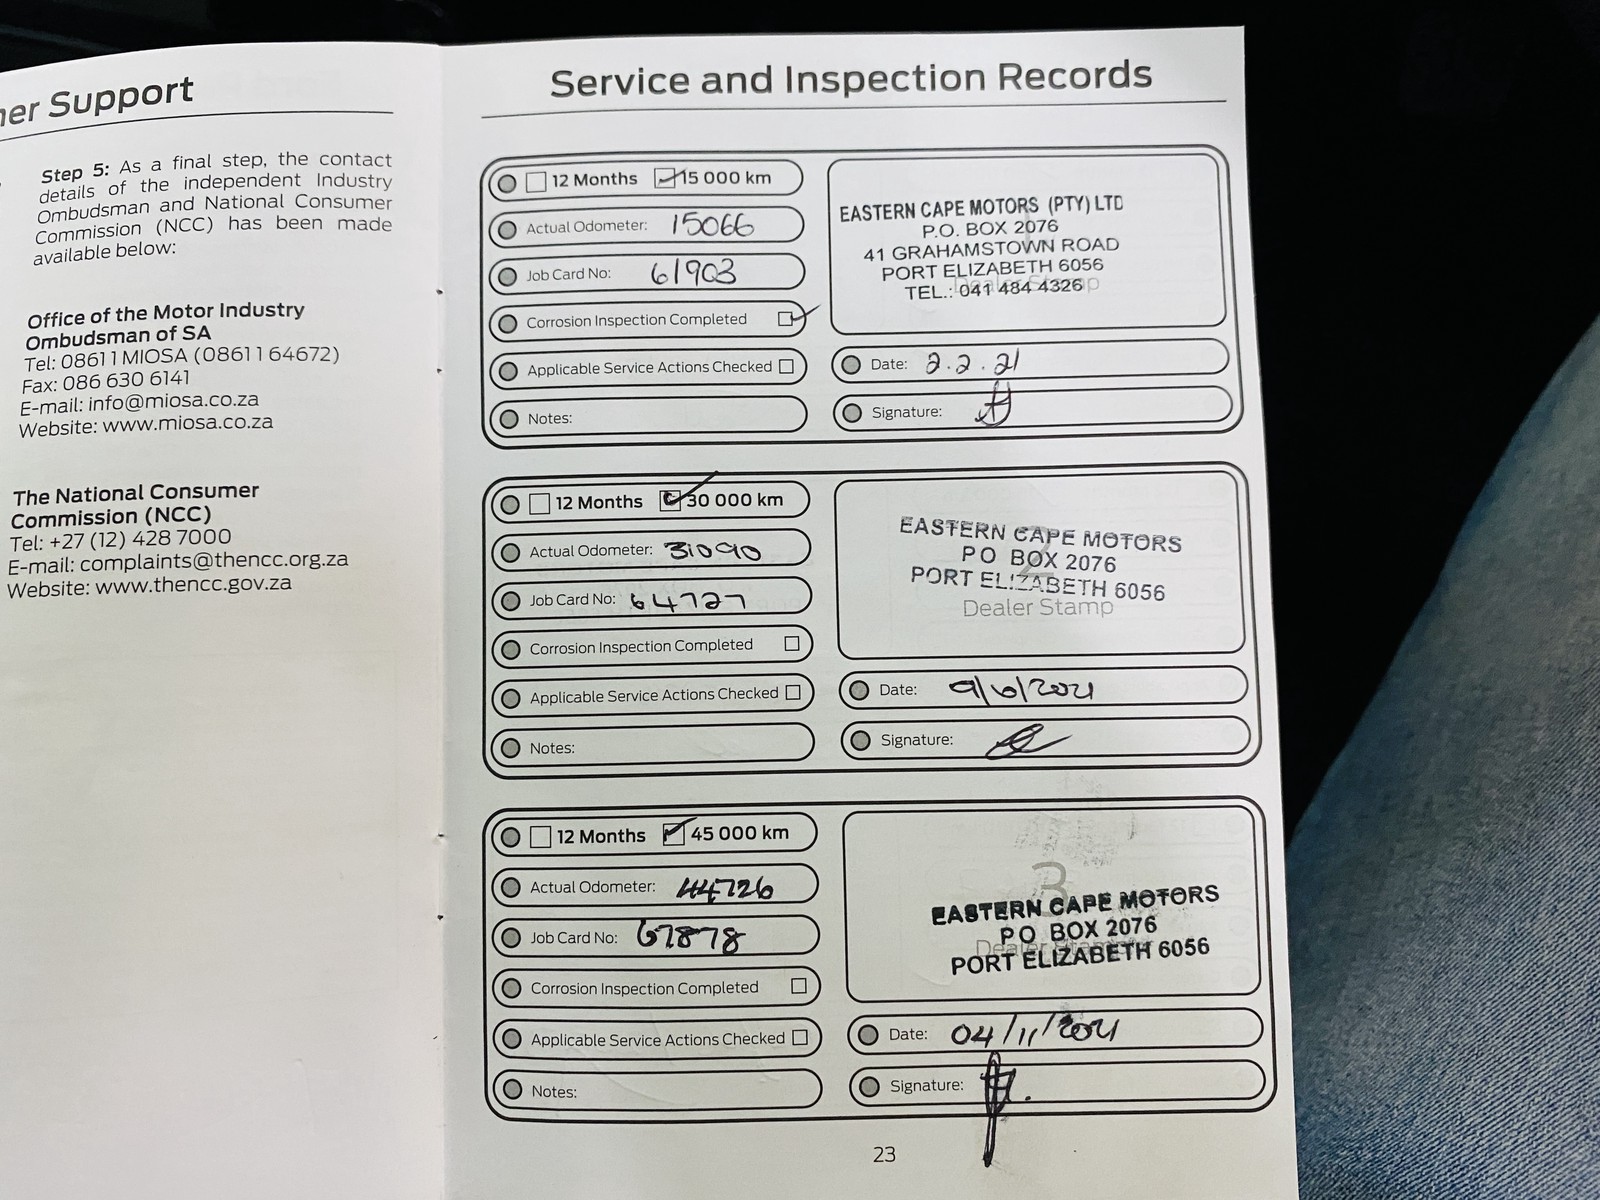 ner Support
Step 5: As a final step, the contact
details of the independent Industry
Ombudsman and National Consumer
Commission (NCC) has been made
available below:
Office of the Motor Industry
Ombudsman of SA
Tel: 08611 MIOSA (08611 64672)
Fax: 086 630 6141
E-mail: info@miosa.co.za
Website: www.miosa.co.za
The National Consumer
Commission (NCC)
Tel: +27 (12) 428 7000
E-mail: complaints@thencc.org.za
Website: www.thencc.gov.za
Service and Inspection Records
12 Months 15 000 km
Actual Odometer: 15066
Job Card No: 61903
Corrosion Inspection Completed
Applicable Service Actions Checked
Notes:
1
EASTERN CAPE MOTORS (PTY) LTD
P.O. BOX 2076
41 GRAHAMSTOWN ROAD
PORT ELIZABETH 6056
TEL.: 041 484 4326
Dealer Stamp
Date: 2.2.21
Signature:
12 Months 30 000 km
Actual Odometer: 31090
Job Card No: 64727
Corrosion Inspection Completed
Applicable Service Actions Checked
Notes:
2
EASTERN CAPE MOTORS
PO BOX 2076
PORT ELIZABETH 6056
Dealer Stamp
Date: 9/6/2021
Signature:
12 Months 45 000 km
Actual Odometer: 44726
Job Card No: 67878
Corrosion Inspection Completed
Applicable Service Actions Checked
Notes:
3
EASTERN CAPE MOTORS
PO BOX 2076
Dealer Stamp
PORT ELIZABETH 6056
Date: 04/11/2021
Signature:
23